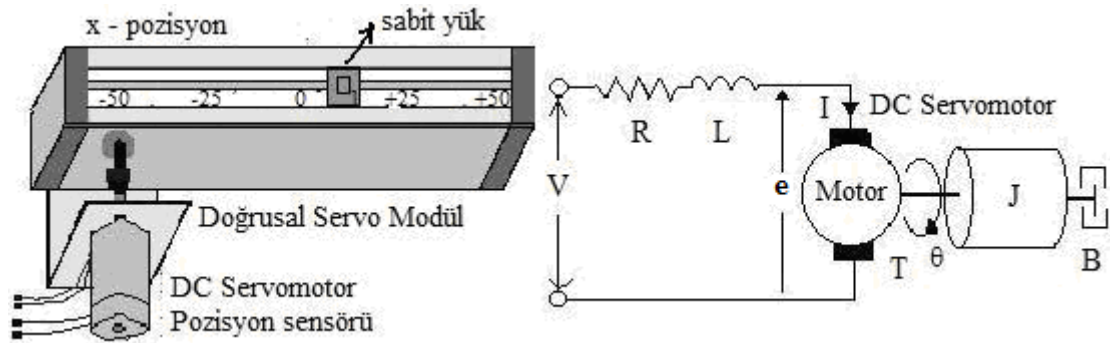 x - pozisyon
sabit yük
-50 -25 0 +25 +50
Doğrusal Servo Modül
DC Servomotor
Pozisyon sensörü
R L I DC Servomotor
V e Motor J
T θ B